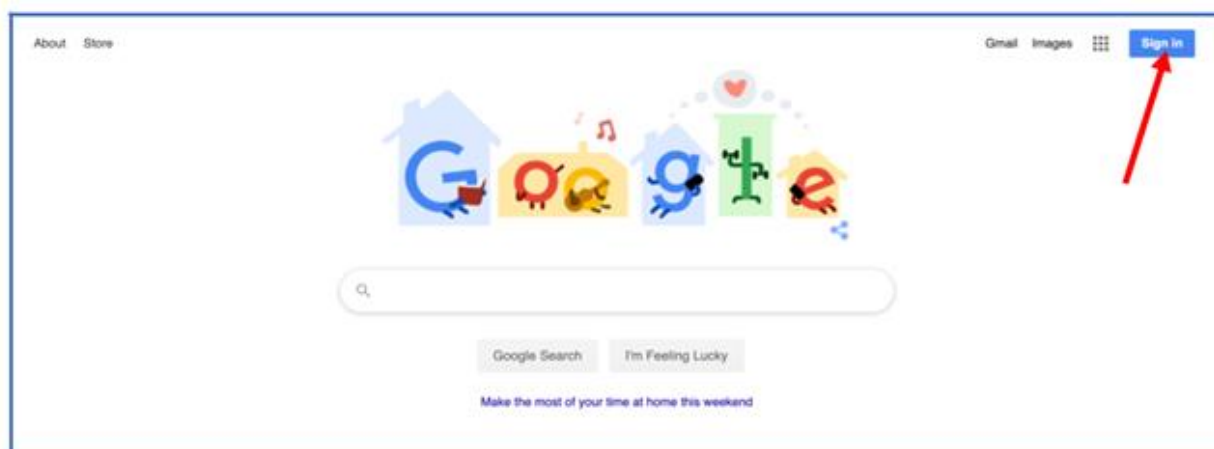 About Store
Gmail Images Sign in
Google
Google Search I'm Feeling Lucky
Make the most of your time at home this weekend